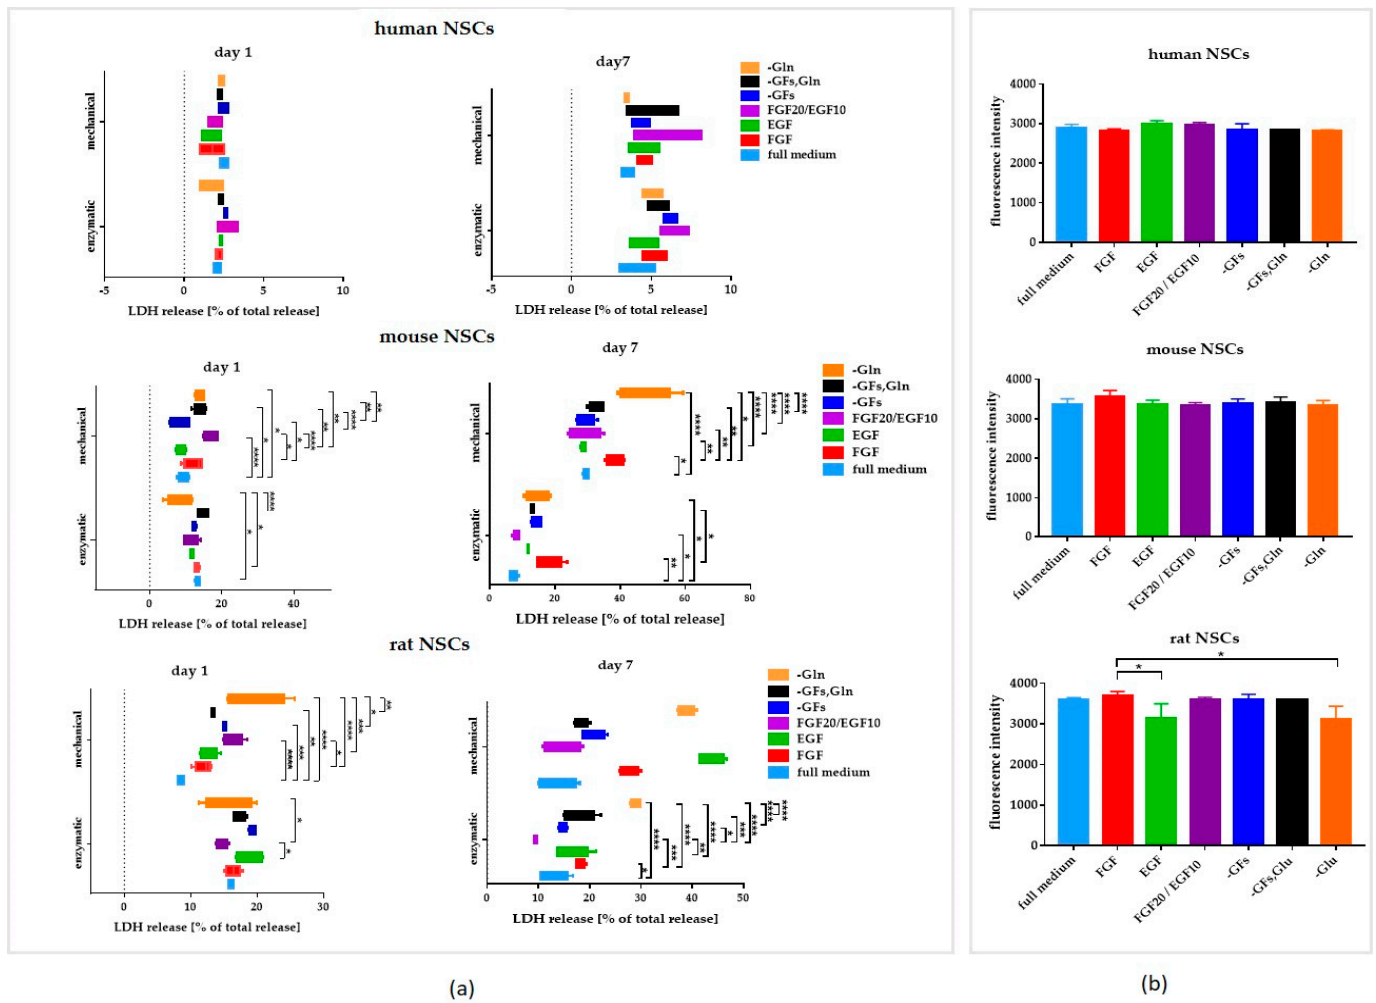 human NSCs
day 1
mechanical
enzymatic
-5
0
5
10
LDH release [% of total release]
day7
mechanical
enzymatic
0
5
10
LDH release [% of total release]
-Gln
-GFs,Gln
-GFs
FGF20/EGF10
EGF
FGF
full medium
mouse NSCs
day 1
mechanical
enzymatic
0
20
40
LDH release [% of total release]
day 7
mechanical
enzymatic
0
20
40
60
80
LDH release [% of total release]
-Gln
-GFs,Gln
-GFs
FGF20/EGF10
EGF
FGF
full medium
rat NSCs
day 1
mechanical
enzymatic
0
10
20
30
LDH release [% of total release]
day 7
mechanical
enzymatic
0
10
20
30
40
50
LDH release [% of total release]
-Gln
-GFs,Gln
-GFs
FGF20/EGF10
EGF
FGF
full medium
(a)
human NSCs
fluorescence intensity
4000
3000
2000
1000
0
full medium
FGF
EGF
FGF20 / EGF10
-GFs
-GFs,Gln
-Gln
mouse NSCs
fluorescence intensity
4000
3000
2000
1000
0
full medium
FGF
EGF
FGF20 / EGF10
-GFs
-GFs,Gln
-Gln
rat NSCs
*
*
fluorescence intensity
4000
3000
2000
1000
0
full medium
FGF
EGF
FGF20 / EGF10
-GFs
-GFs,Glu
-Glu
(b)